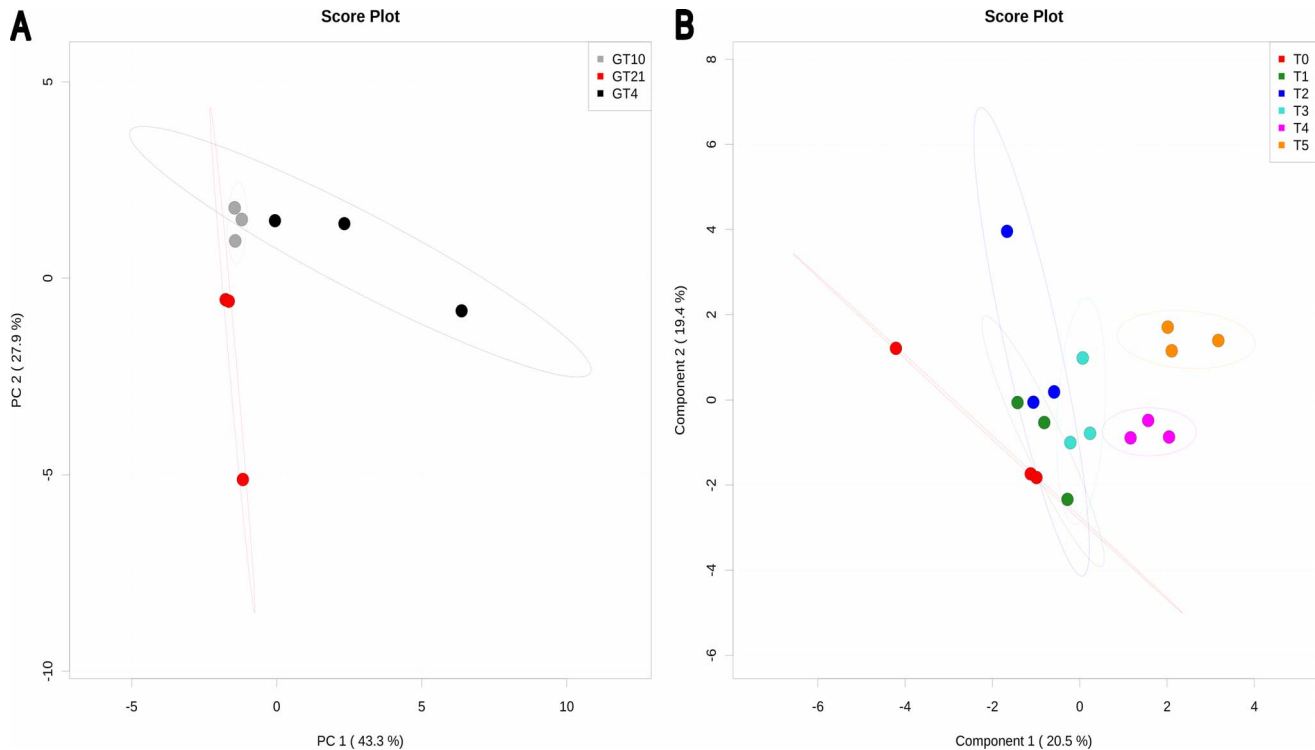 A
Score Plot
GT10
GT21
GT4
5
0
-5
-10
PC 2 ( 27.9 %)
-5
0
5
10
PC 1 ( 43.3 %)
B
Score Plot
T0
T1
T2
T3
T4
T5
8
6
4
2
0
-2
-4
-6
Component 2 ( 19.4 %)
-6
-4
-2
0
2
4
Component 1 ( 20.5 %)